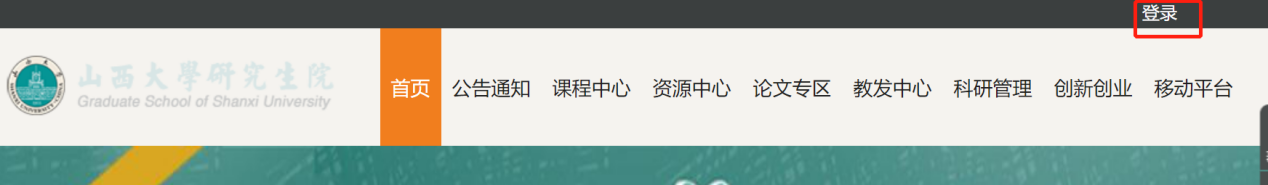 登录
山西大學研究生院
Graduate School of Shanxi University
首页 公告通知 课程中心 资源中心 论文专区 教发中心 科研管理 创新创业 移动平台